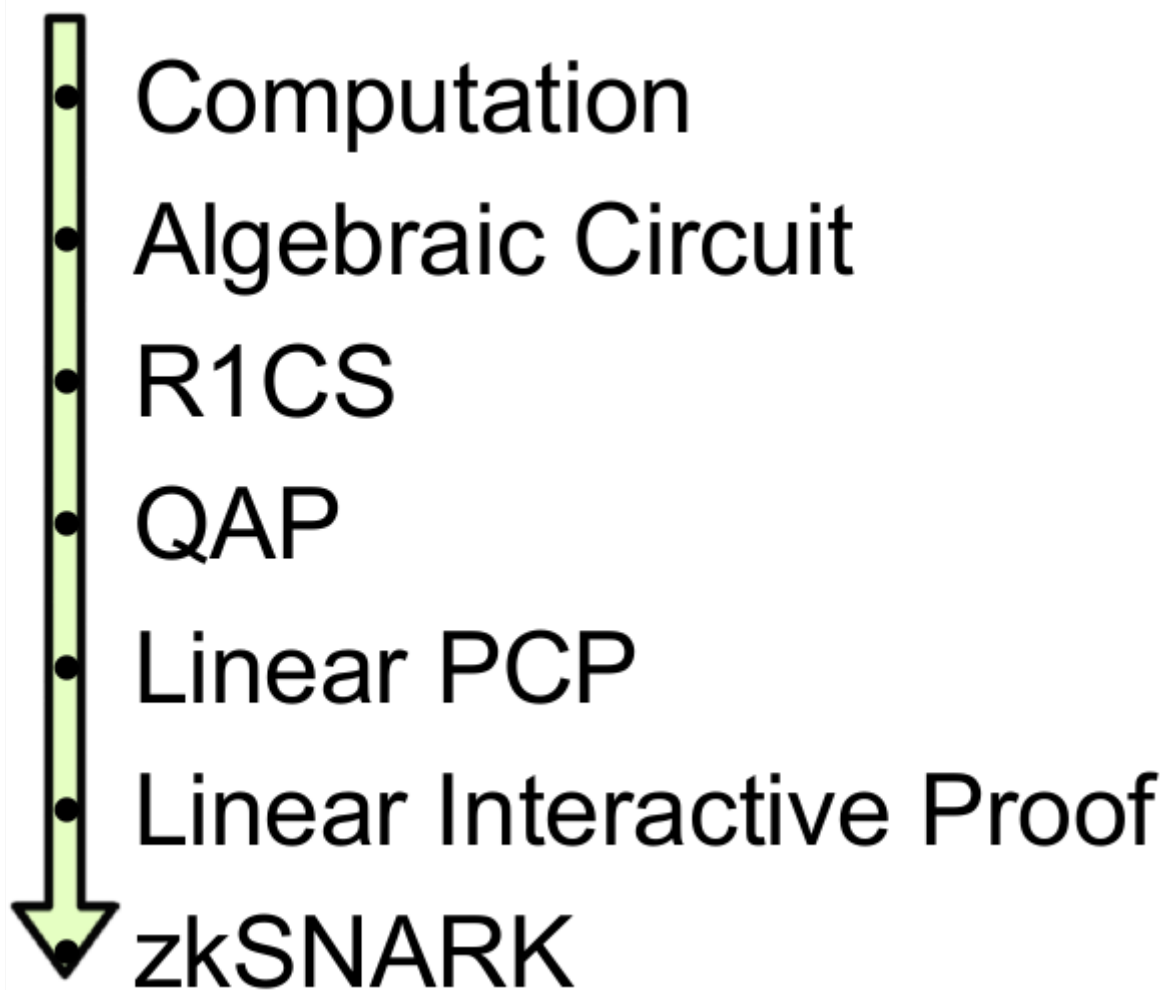 Computation
Algebraic Circuit
R1CS
QAP
Linear PCP
Linear Interactive Proof
zkSNARK